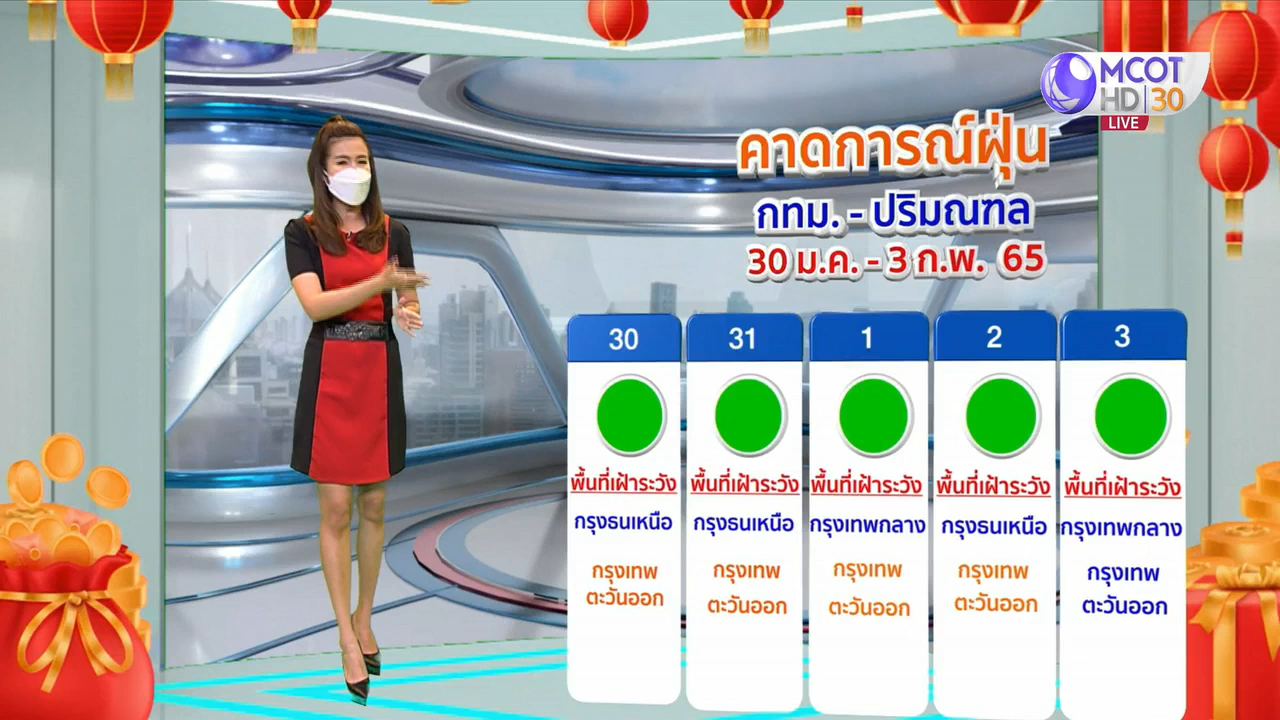 MCOT
HD 30
LIVE
คาดการณ์ฝุ่น
กทม. - ปริมณฑล
30 ม.ค. - 3 ก.พ. 65
30
พื้นที่เฝ้าระวัง
กรุงธนเหนือ
กรุงเทพ
ตะวันออก
31
พื้นที่เฝ้าระวัง
กรุงธนเหนือ
กรุงเทพ
ตะวันออก
1
พื้นที่เฝ้าระวัง
กรุงเทพกลาง
กรุงเทพ
ตะวันออก
2
พื้นที่เฝ้าระวัง
กรุงธนเหนือ
กรุงเทพ
ตะวันออก
3
พื้นที่เฝ้าระวัง
กรุงเทพกลาง
กรุงเทพ
ตะวันออก